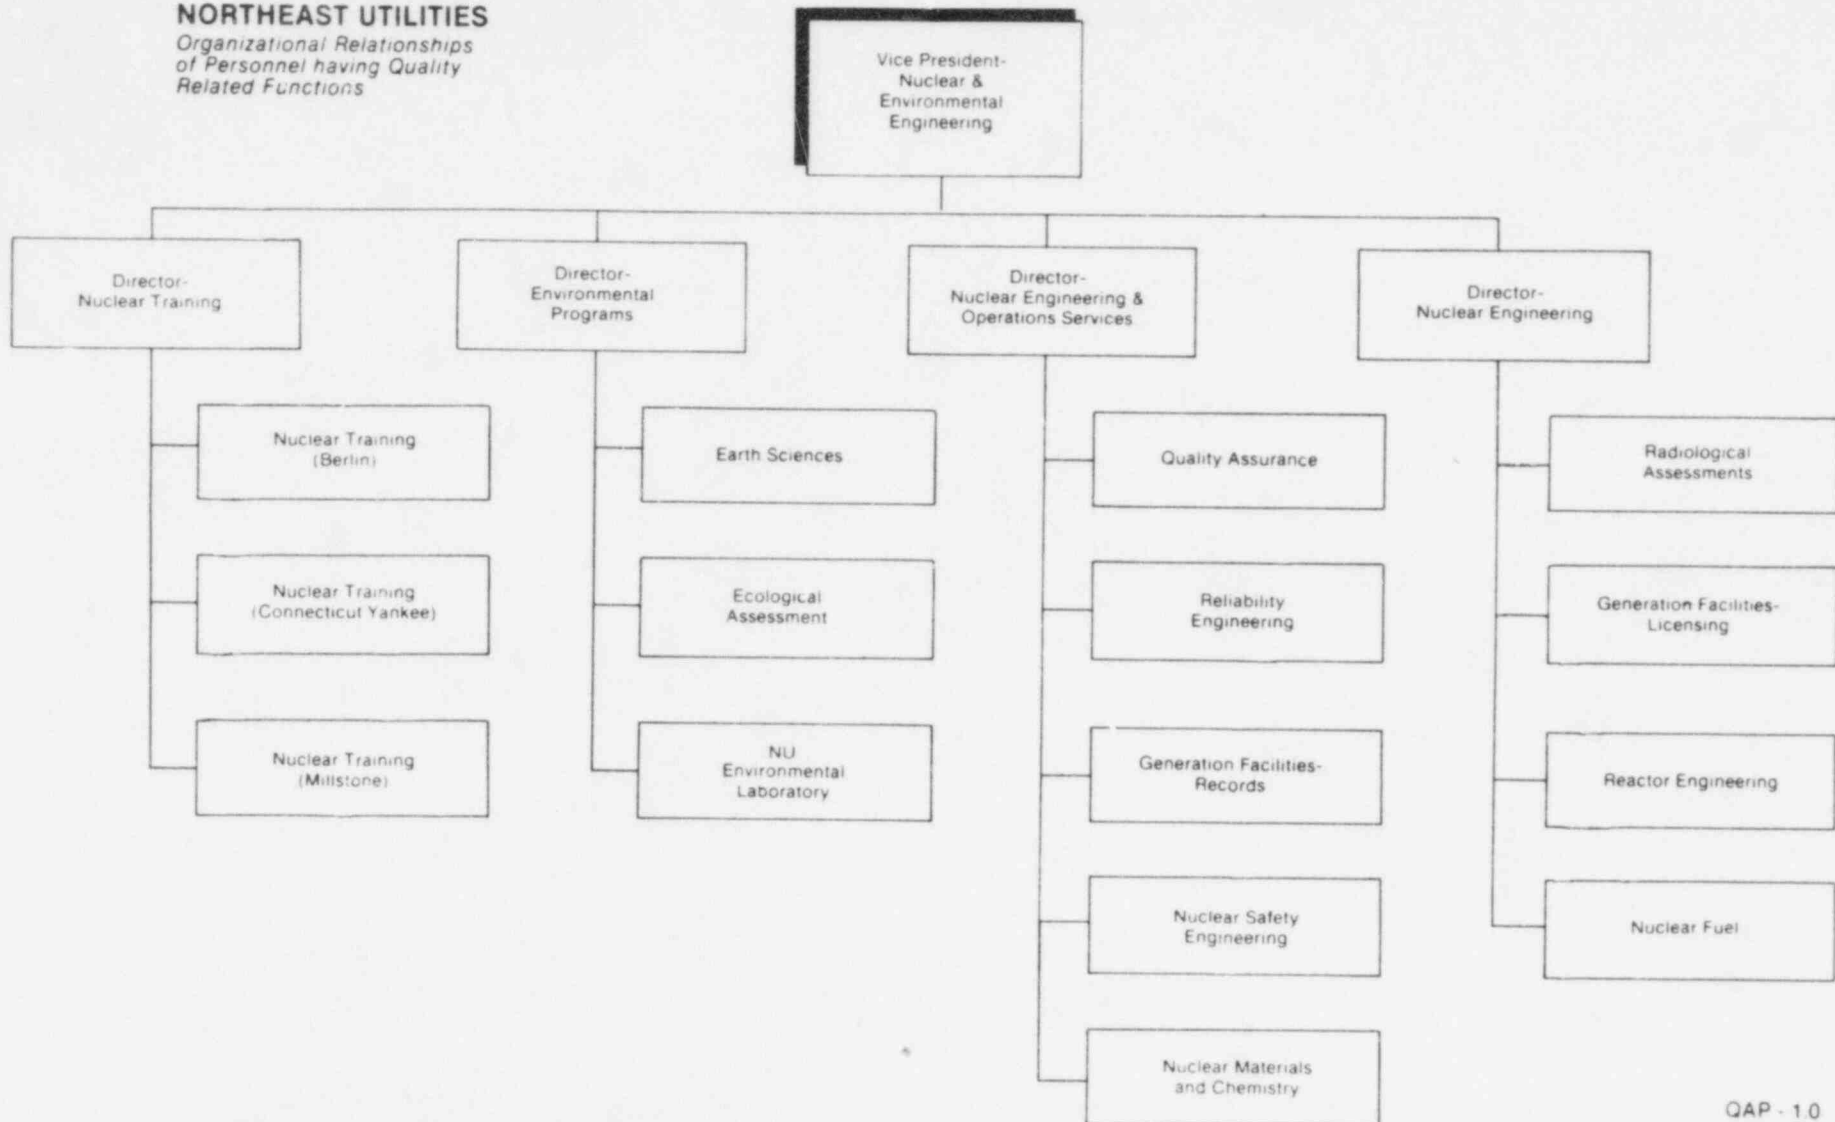 NORTHEAST UTILITIES
Organizational Relationships
of Personnel having Quality
Related Functions
Vice President-
Nuclear &
Environmental
Engineering
Director-
Nuclear Training
Director-
Environmental
Programs
Director-
Nuclear Engineering &
Operations Services
Director-
Nuclear Engineering
Nuclear Training
(Berlin)
Nuclear Training
(Connecticut Yankee)
Nuclear Training
(Millstone)
Earth Sciences
Ecological
Assessment
NU
Environmental
Laboratory
Quality Assurance
Reliability
Engineering
Generation Facilities-
Records
Nuclear Safety
Engineering
Nuclear Materials
and Chemistry
Radiological
Assessments
Generation Facilities-
Licensing
Reactor Engineering
Nuclear Fuel
QAP - 1.0